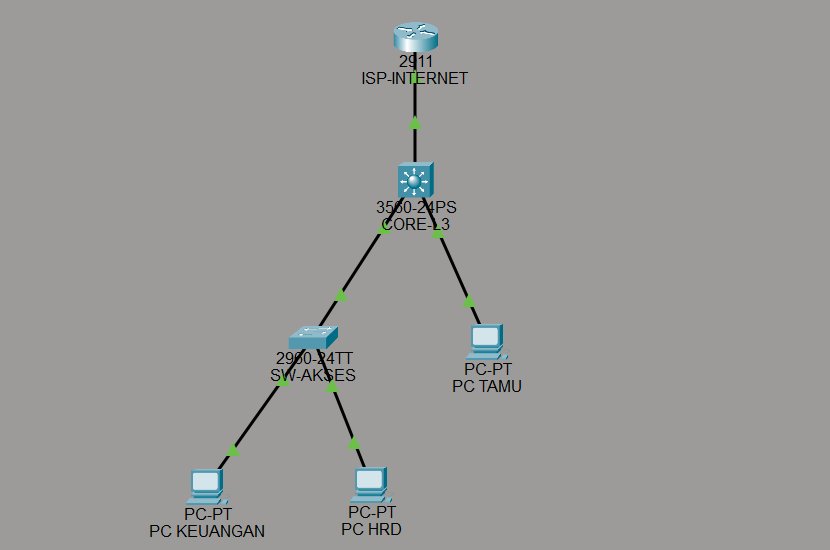 2911
ISP-INTERNET
3560-24PS
CORE-L3
2960-24TT
SW-AKSES
PC-PT
PC TAMU
PC-PT
PC KEUANGAN
PC-PT
PC HRD